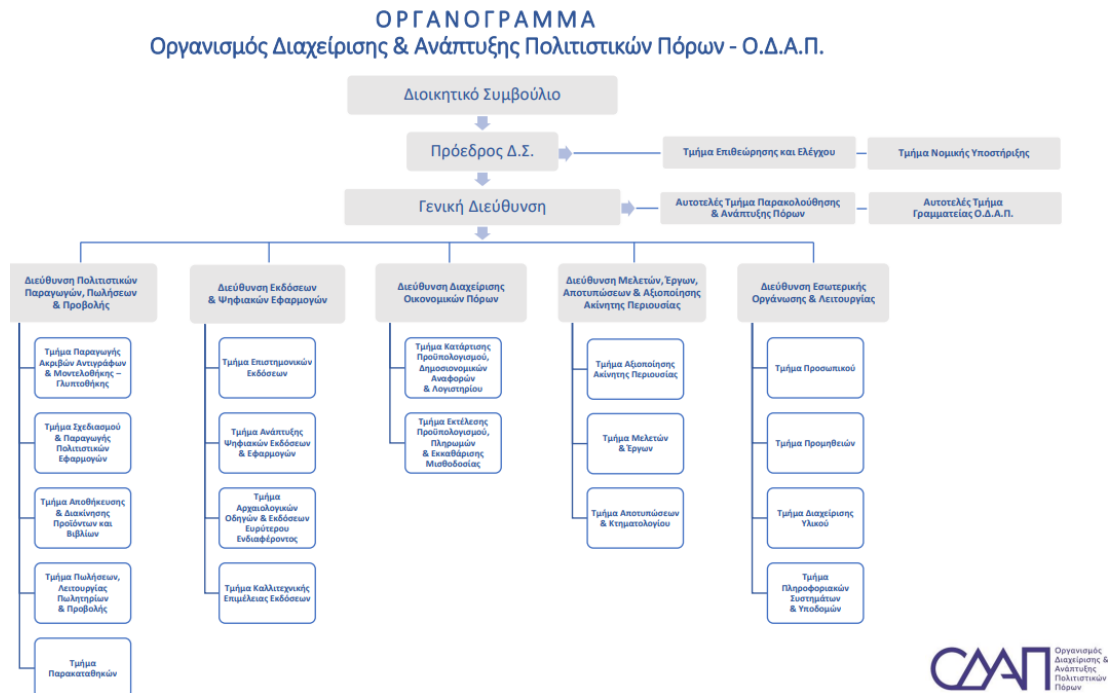 ΟΡΓΑΝΟΓΡΑΜΜΑ
Οργανισμός Διαχείρισης & Ανάπτυξης Πολιτιστικών Πόρων - Ο.Δ.Α.Π.
Διοικητικό Συμβούλιο
Πρόεδρος Δ.Σ.
Τμήμα Επιθεώρησης και Ελέγχου
Τμήμα Νομικής Υποστήριξης
Γενική Διεύθυνση
Αυτοτελές Τμήμα Παρακολούθησης
& Ανάπτυξης Πόρων
Αυτοτελές Τμήμα
Γραμματείας Ο.Δ.Α.Π.
Διεύθυνση Πολιτιστικών
Παραγωγών, Πωλήσεων
& Προβολής
Τμήμα Παραγωγής
Ακριβών Αντιγράφων
& Μοντελοθήκης –
Γλυπτοθήκης
Τμήμα Σχεδιασμού
& Παραγωγής
Πολιτιστικών
Εφαρμογών
Τμήμα Αποθήκευσης
& Διακίνησης
Προϊόντων και
Βιβλίων
Τμήμα Πωλήσεων,
Λειτουργίας
Πωλητηρίων
& Προβολής
Τμήμα
Παρακαταθηκών
Διεύθυνση Εκδόσεων
& Ψηφιακών Εφαρμογών
Τμήμα Επιστημονικών
Εκδόσεων
Τμήμα Ανάπτυξης
Ψηφιακών Εκδόσεων
& Εφαρμογών
Τμήμα
Αρχαιολογικών
Οδηγών & Εκδόσεων
Ευρύτερου
Ενδιαφέροντος
Τμήμα Καλλιτεχνικής
Επιμέλειας Εκδόσεων
Διεύθυνση Διαχείρισης
Οικονομικών Πόρων
Τμήμα Κατάρτισης
Προϋπολογισμού,
Δημοσιονομικών
Αναφορών
& Λογιστηρίου
Τμήμα Εκτέλεσης
Προϋπολογισμού,
Πληρωμών
& Εκκαθάρισης
Μισθοδοσίας
Διεύθυνση Μελετών, Έργων,
Αποτυπώσεων & Αξιοποίησης
Ακίνητης Περιουσίας
Τμήμα Αξιοποίησης
Ακίνητης Περιουσίας
Τμήμα Μελετών
& Έργων
Τμήμα Αποτυπώσεων
& Κτηματολογίου
Διεύθυνση Εσωτερικής
Οργάνωσης & Λειτουργίας
Τμήμα Προσωπικού
Τμήμα Προμηθειών
Τμήμα Διαχείρισης
Υλικού
Τμήμα
Πληροφοριακών
Συστημάτων
& Υποδομών
ΟΔΑΠ
Οργανισμός
Διαχείρισης &
Ανάπτυξης
Πολιτιστικών
Πόρων